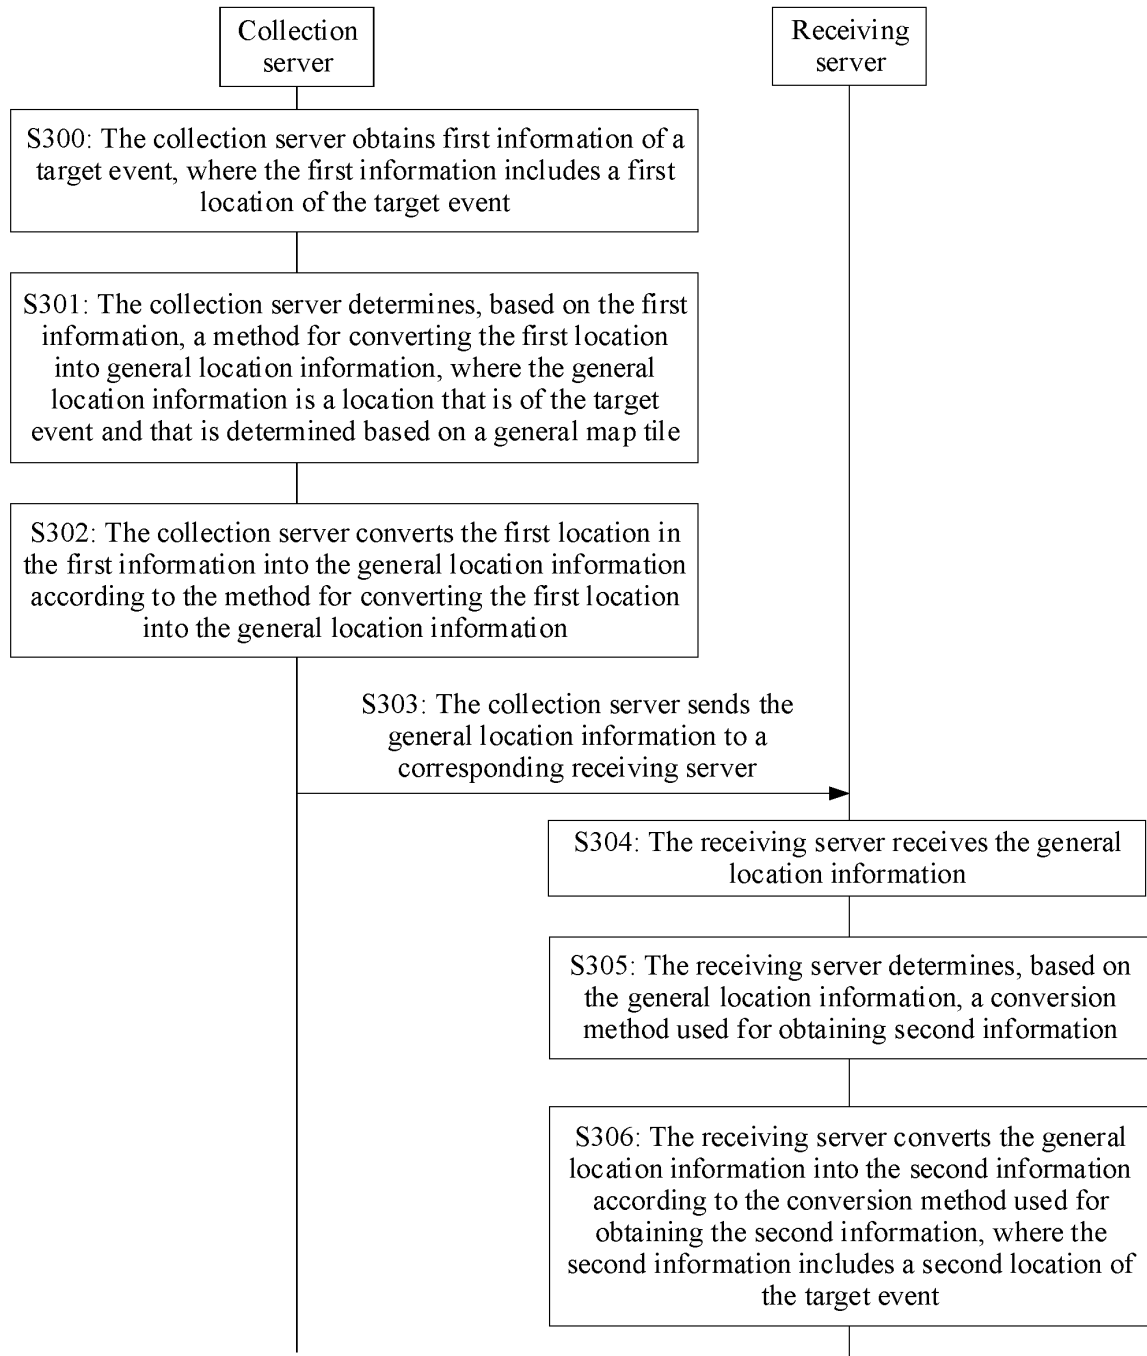 Collection
server
Receiving
server
S300: The collection server obtains first information of a
target event, where the first information includes a first
location of the target event
S301: The collection server determines, based on the first
information, a method for converting the first location
into general location information, where the general
location information is a location that is of the target
event and that is determined based on a general map tile
S302: The collection server converts the first location in
the first information into the general location information
according to the method for converting the first location
into the general location information
S303: The collection server sends the
general location information to a
corresponding receiving server
S304: The receiving server receives the general
location information
S305: The receiving server determines, based on
the general location information, a conversion
method used for obtaining second information
S306: The receiving server converts the general
location information into the second information
according to the conversion method used for
obtaining the second information, where the
second information includes a second location of
the target event